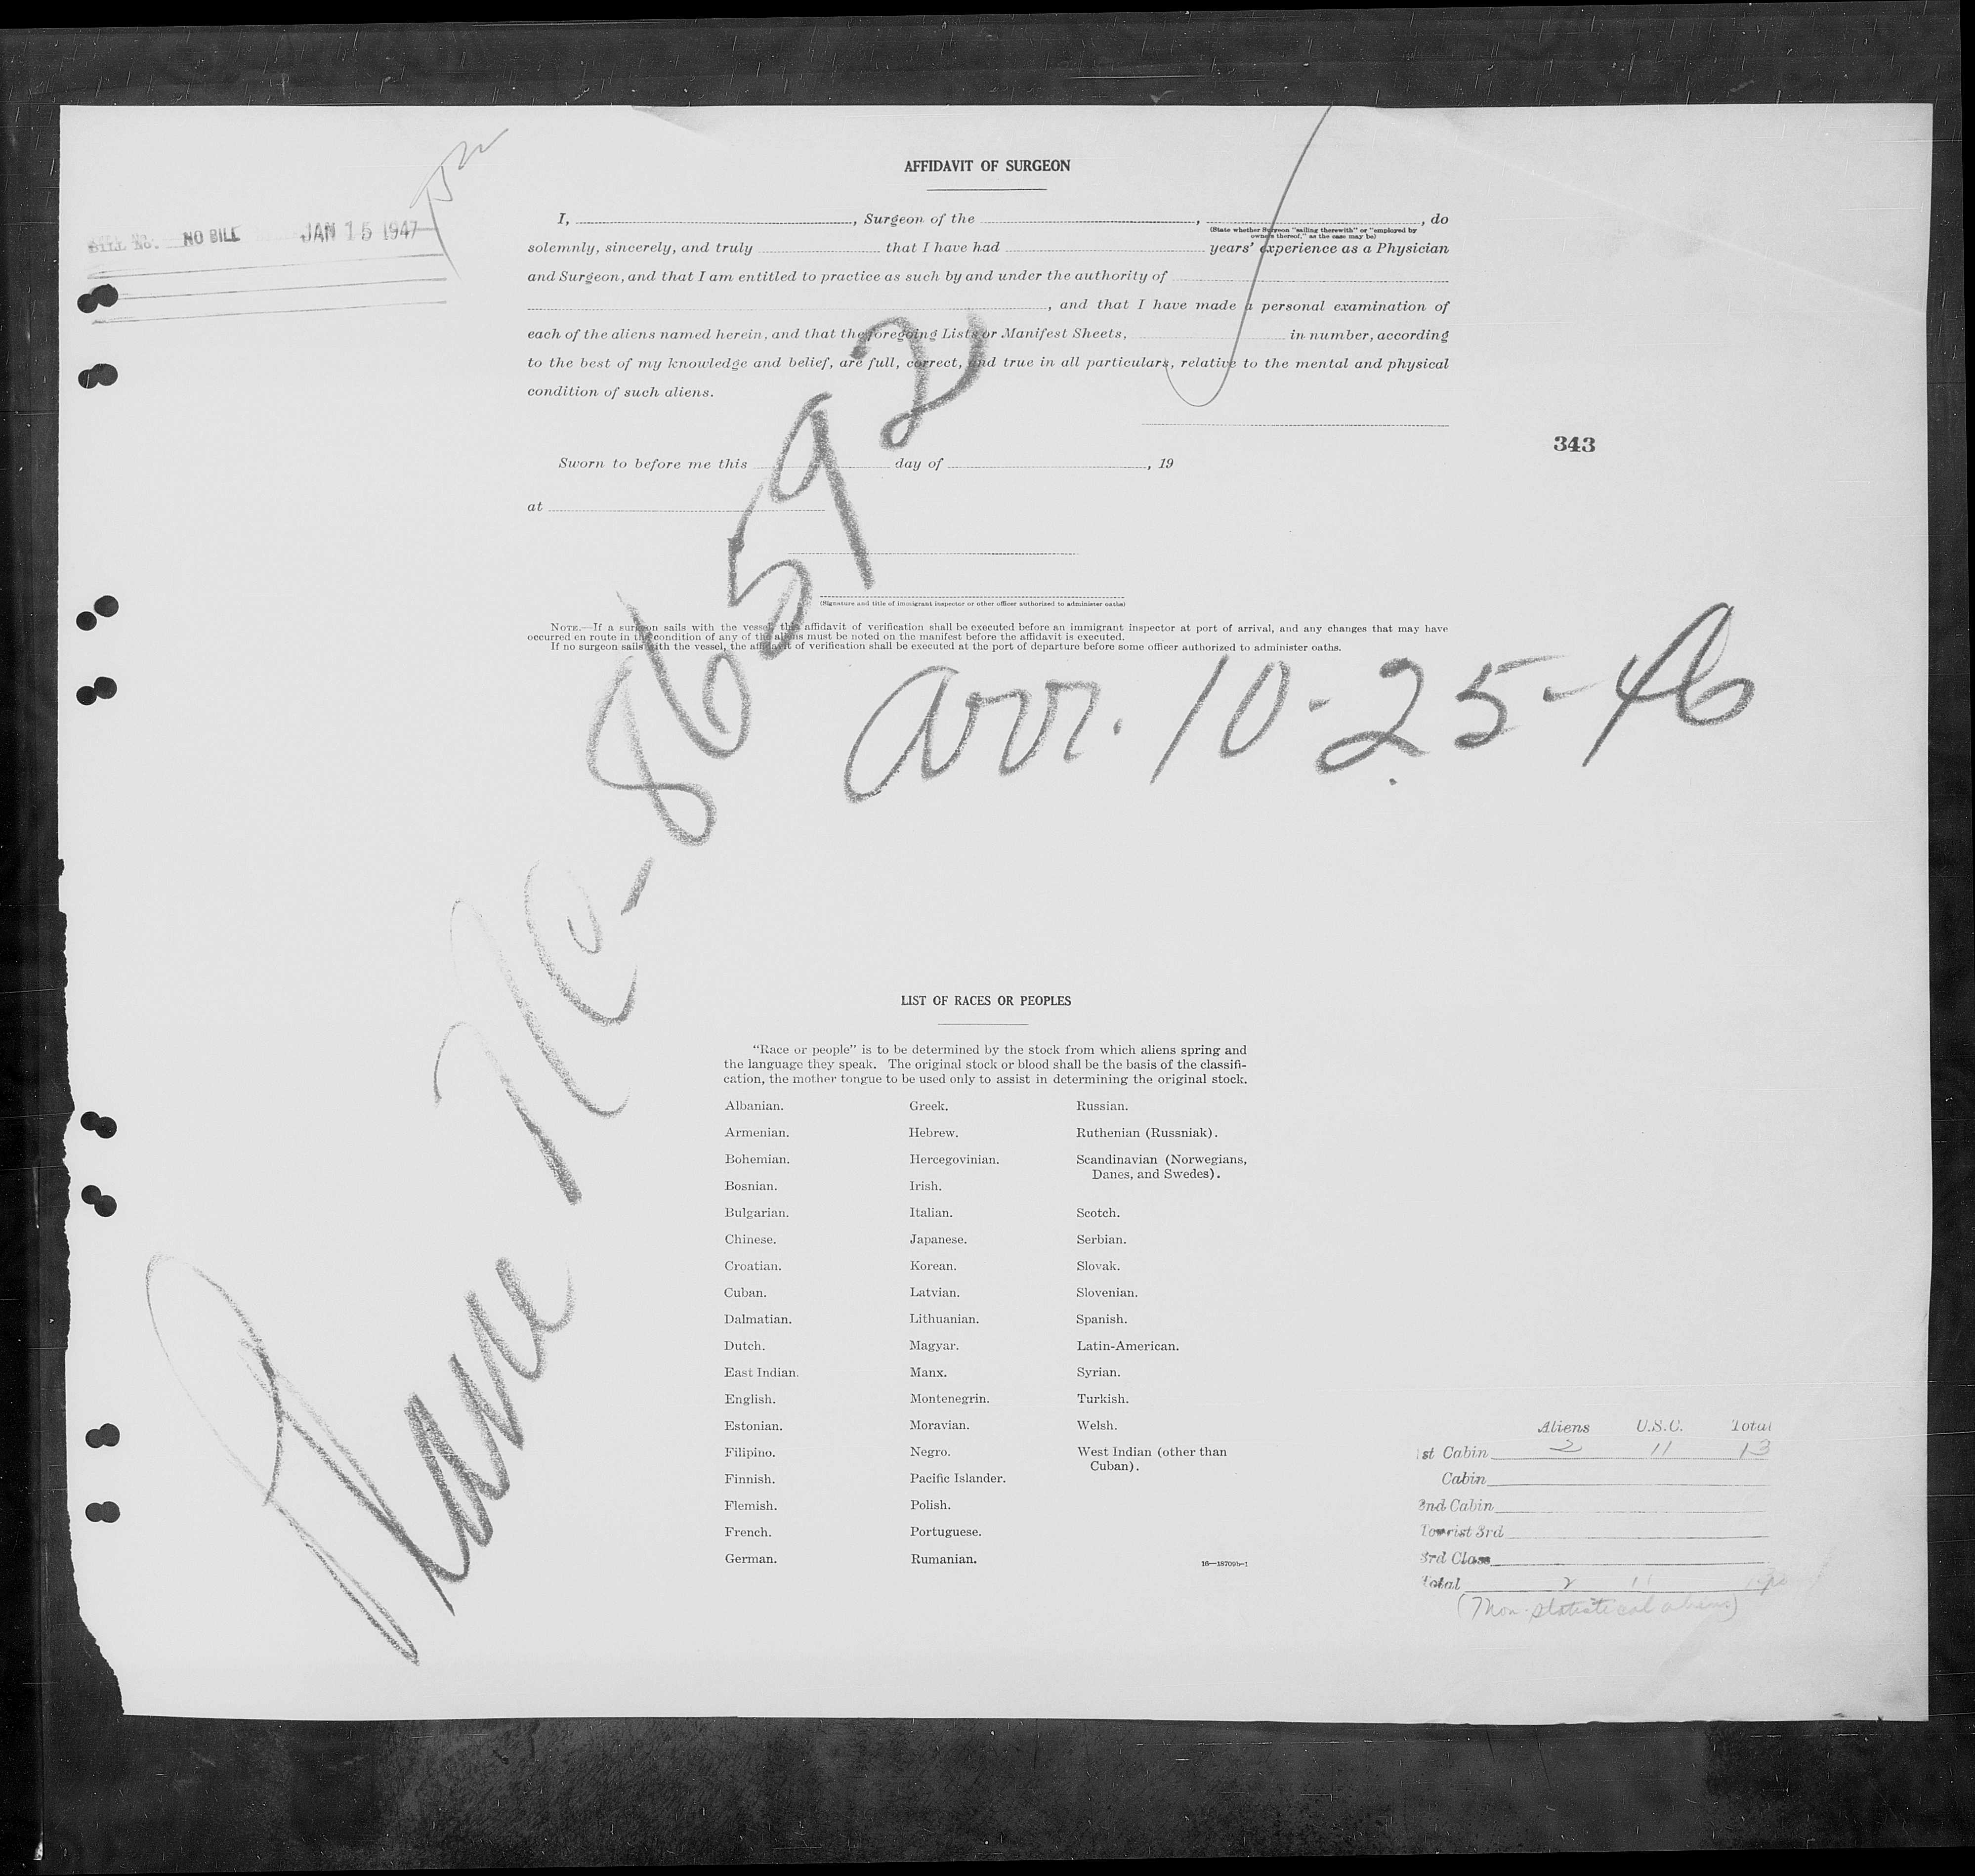 BILL No. NO BILL JAN 15 1947
AFFIDAVIT OF SURGEON
I, , Surgeon of the , , do
(State whether Surgeon "sailing therewith" or "employed by
owners thereof," as the case may be)
solemnly, sincerely, and truly that I have had years' experience as a Physician
and Surgeon, and that I am entitled to practice as such by and under the authority of
, and that I have made a personal examination of
each of the aliens named herein, and that the foregoing Lists or Manifest Sheets, in number, according
to the best of my knowledge and belief, are full, correct, and true in all particulars, relative to the mental and physical
condition of such aliens.
343
Sworn to before me this day of , 19
at
(Signature and title of immigrant inspector or other officer authorized to administer oaths)
NOTE.—If a surgeon sails with the vessel, this affidavit of verification shall be executed before an immigrant inspector at port of arrival, and any changes that may have
occurred en route in the condition of any of the aliens must be noted on the manifest before the affidavit is executed.
If no surgeon sails with the vessel, the affidavit of verification shall be executed at the port of departure before some officer authorized to administer oaths.
Plane NC-86592
arr. 10-25-46
LIST OF RACES OR PEOPLES
"Race or people" is to be determined by the stock from which aliens spring and
the language they speak. The original stock or blood shall be the basis of the classifi-
cation, the mother tongue to be used only to assist in determining the original stock.
Albanian. Greek. Russian.
Armenian. Hebrew. Ruthenian (Russniak).
Bohemian. Hercegovinian. Scandinavian (Norwegians,
Danes, and Swedes).
Bosnian. Irish.
Bulgarian. Italian. Scotch.
Chinese. Japanese. Serbian.
Croatian. Korean. Slovak.
Cuban. Latvian. Slovenian.
Dalmatian. Lithuanian. Spanish.
Dutch. Magyar. Latin-American.
East Indian. Manx. Syrian.
English. Montenegrin. Turkish.
Estonian. Moravian. Welsh.
Filipino. Negro. West Indian (other than
Cuban).
Finnish. Pacific Islander.
Flemish. Polish.
French. Portuguese.
German. Rumanian. 16—18709b-1
Aliens U.S.C. Total
1st Cabin 2 11 13
Cabin
2nd Cabin
Tourist 3rd
3rd Class
Total 2 11
(Non-statistical aliens)